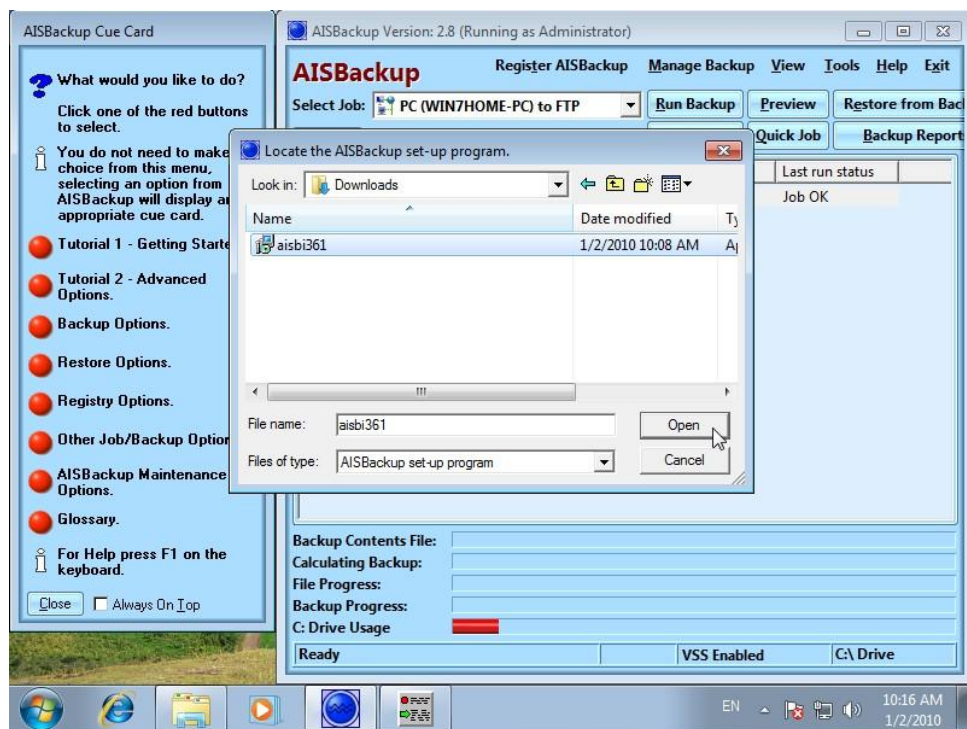 AISBackup Cue Card
What would you like to do?
Click one of the red buttons
to select.
You do not need to make
choice from this menu,
selecting an option from
AISBackup will display a
appropriate cue card.
Tutorial 1 - Getting Starte
Tutorial 2 - Advanced
Options.
Backup Options.
Restore Options.
Registry Options.
Other Job/Backup Option
AISBackup Maintenance
Options.
Glossary.
For Help press F1 on the
keyboard.
Close
Always On Top
AISBackup Version: 2.8 (Running as Administrator)
AISBackup
Register AISBackup Manage Backup View Tools Help Exit
Select Job: PC (WIN7HOME-PC) to FTP Run Backup Preview Restore from Bac
Quick Job Backup Report
Last run status
Job OK
Locate the AISBackup set-up program.
Look in: Downloads
Name Date modified Ty
aisbi361 1/2/2010 10:08 AM A
File name: aisbi361 Open
Files of type: AISBackup set-up program Cancel
Backup Contents File:
Calculating Backup:
File Progress:
Backup Progress:
C: Drive Usage
Ready VSS Enabled C:\ Drive
EN 10:16 AM
1/2/2010